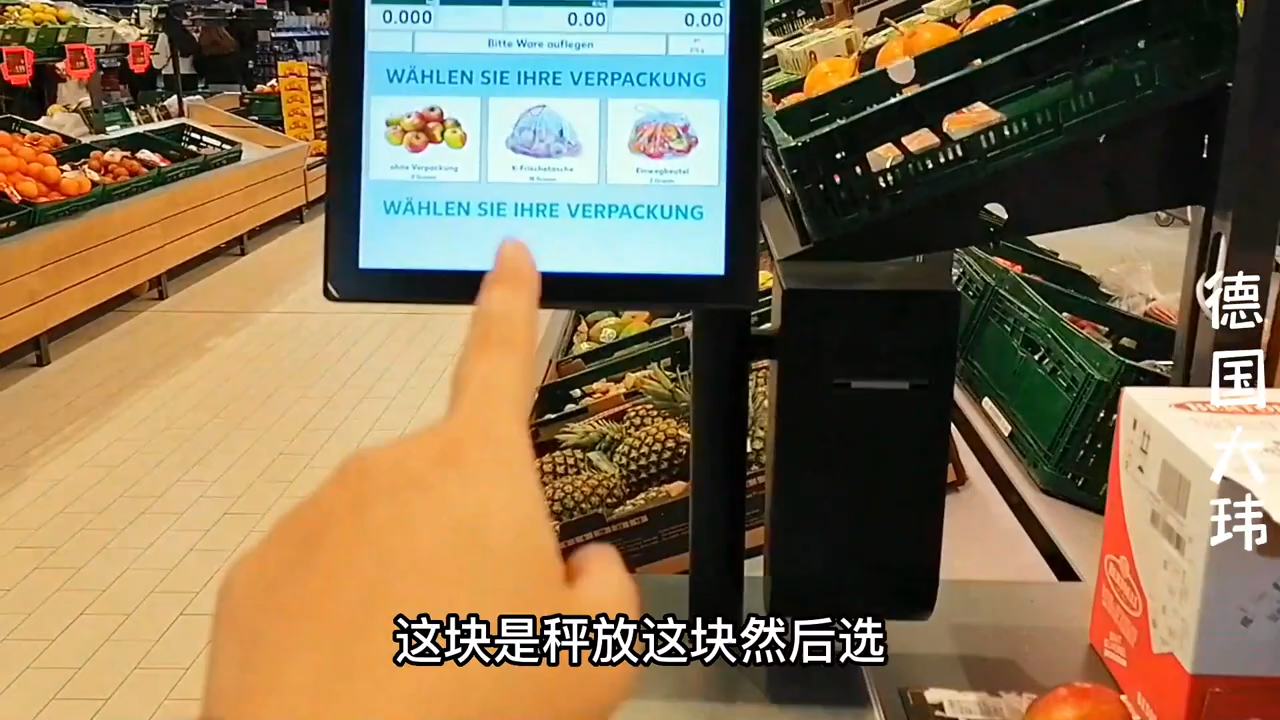 0.000 0.00 0.00
Bitte Ware auflegen
WÄHLEN SIE IHRE VERPACKUNG
ohne Verpackung
K-Frischetasche
Einwegbeutel
WÄHLEN SIE IHRE VERPACKUNG
德国大玮
这块是秤放这块然后选